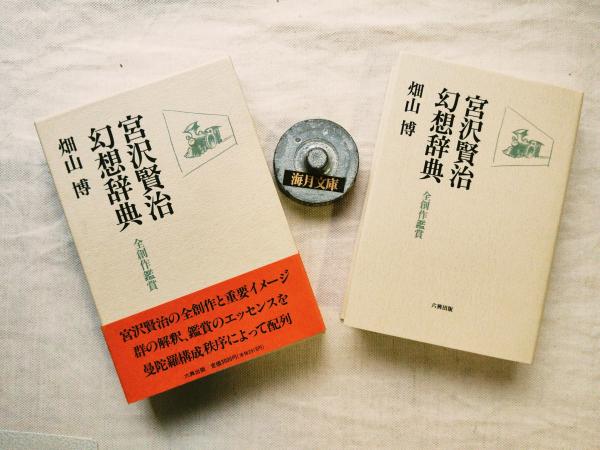 宮沢賢治
幻想辞典
全創作鑑賞
畑山 博
宮沢賢治の全創作と重要イメージ
群の解釈、鑑賞のエッセンスを
曼陀羅構成秩序によって配列
六興出版
海月文庫
宮沢賢治
幻想辞典
全創作鑑賞
畑山 博
六興出版